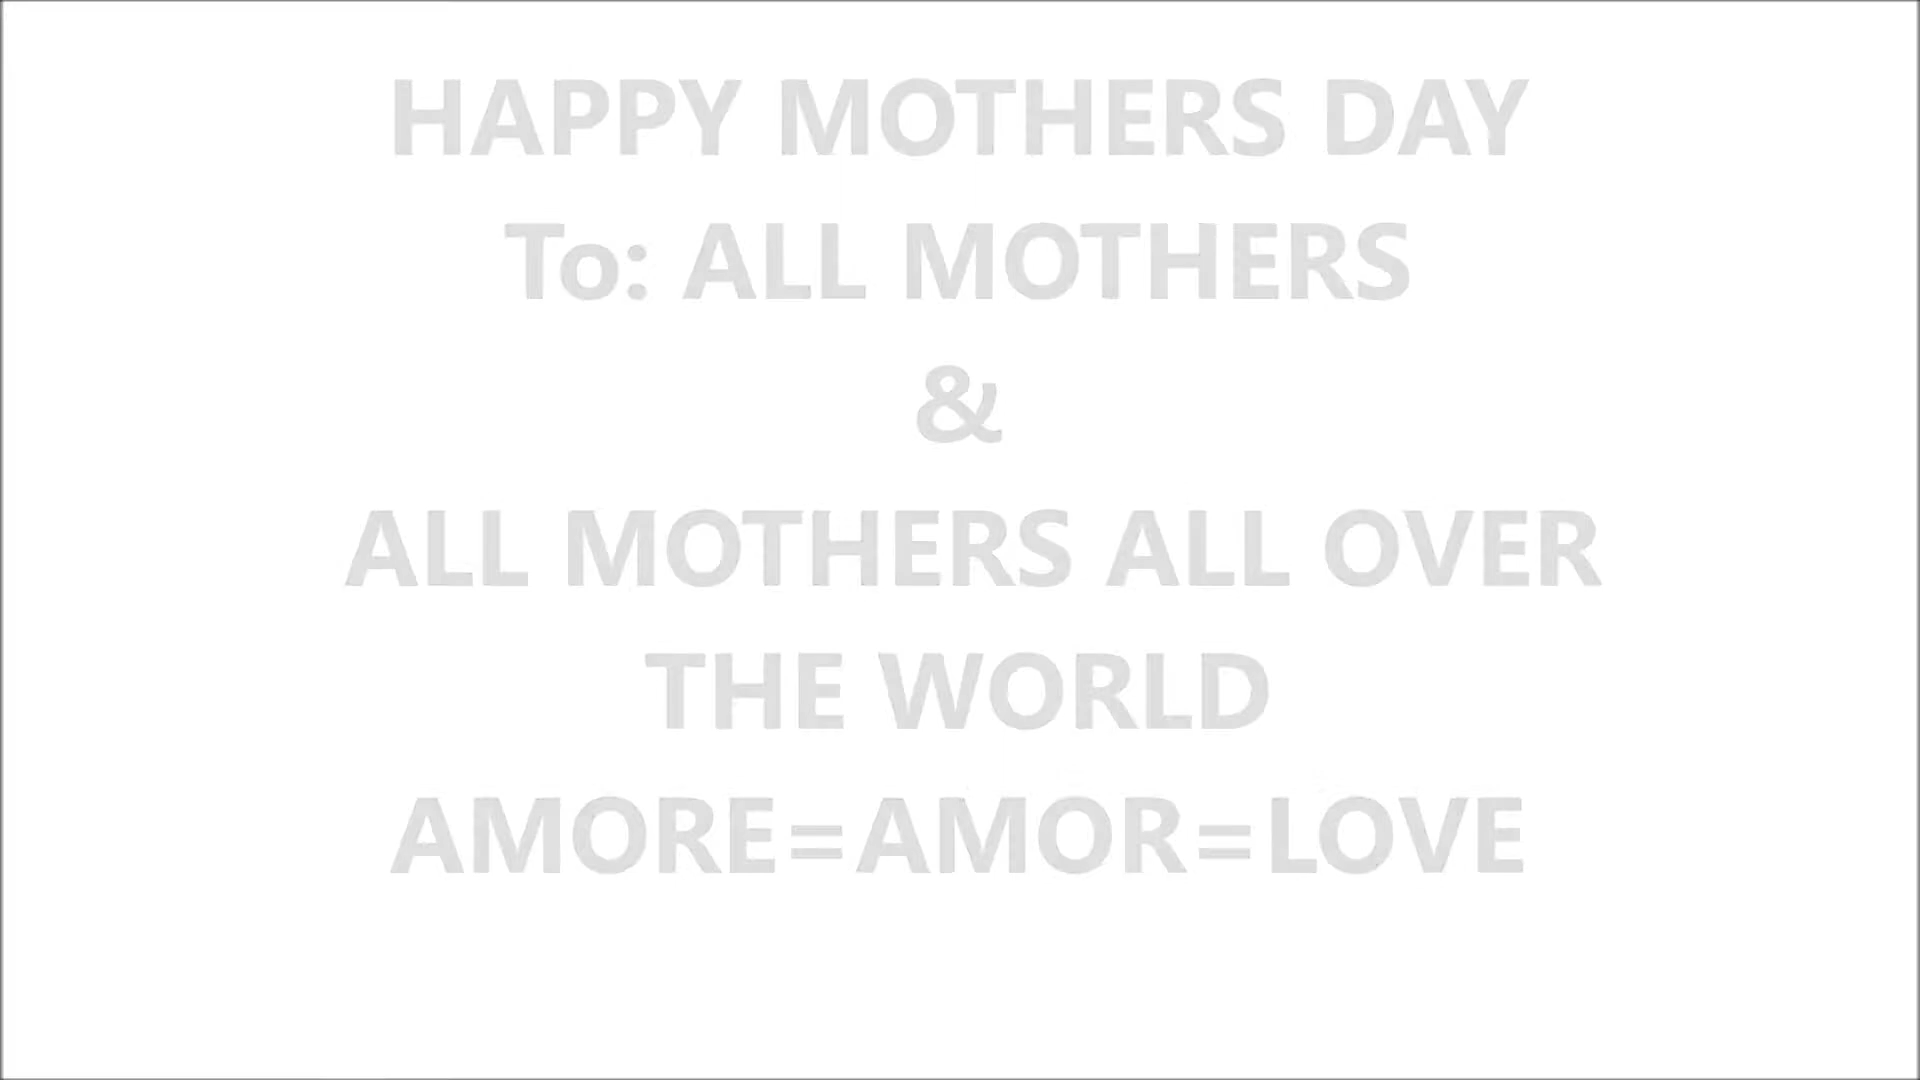 HAPPY MOTHERS DAY
To: ALL MOTHERS
&
ALL MOTHERS ALL OVER
THE WORLD
AMORE=AMOR=LOVE